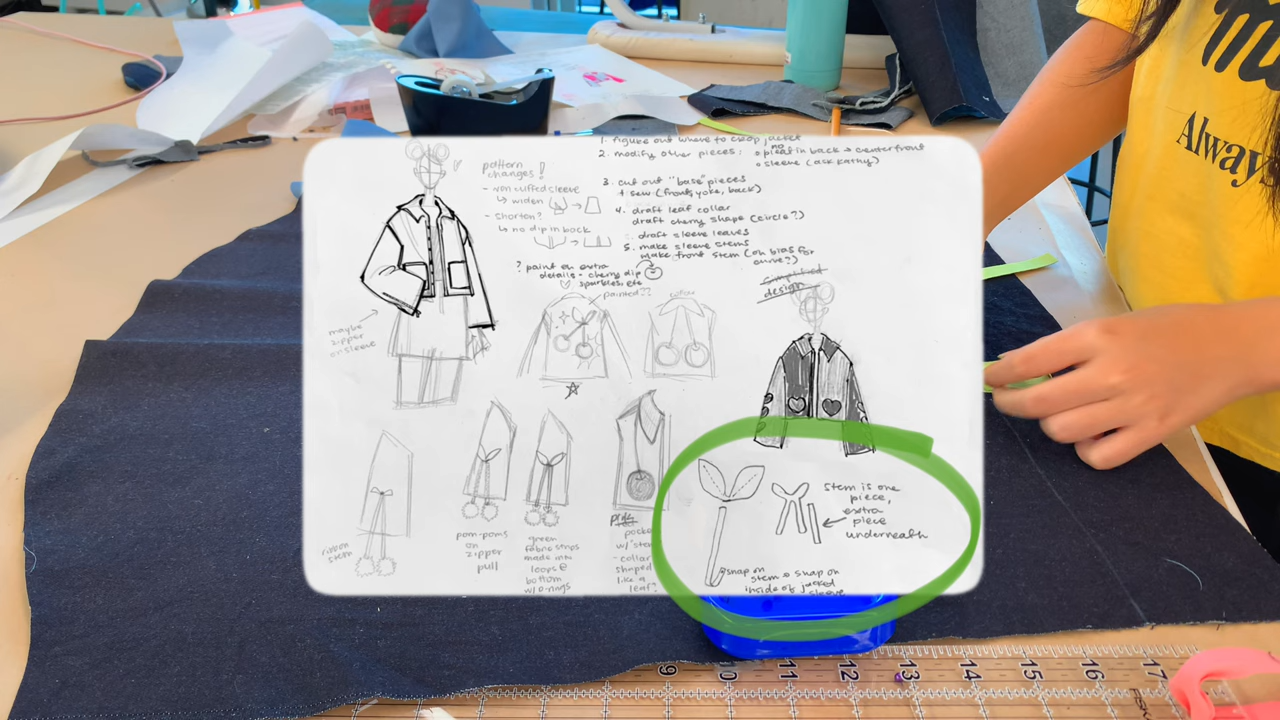 pattern
changes!
- non cuffed sleeve
↳ widen →
- shorten?
↳ no dip in back
→
1. figure out where to crop jacket
2. modify other pieces: o no pleat in back → center front
o sleeve (ask kathy)
3. cut out "base" pieces
+ sew (front, yoke, back)
4. draft leaf collar
draft cherry shape (circle?)
draft sleeve leaves
5. make sleeve stems
make front stem (on bias for
curve?)
? paint on extra
details - cherry dip
sparkles, etc
painted??
simplified
design
maybe
zipper
or sleeve
ribbon
stem
pom-poms
on
zipper
pull
green
fabric strips
made into
loops @
bottom
w/ D-rings
pocke
w/ ste
- collar
shaped
like a
leaf?
stem is one
piece,
extra
piece
underneath
snap on
stem & snap on
inside of jacket
sleeve
Always
9 10 11 12 13 14 15 16 17